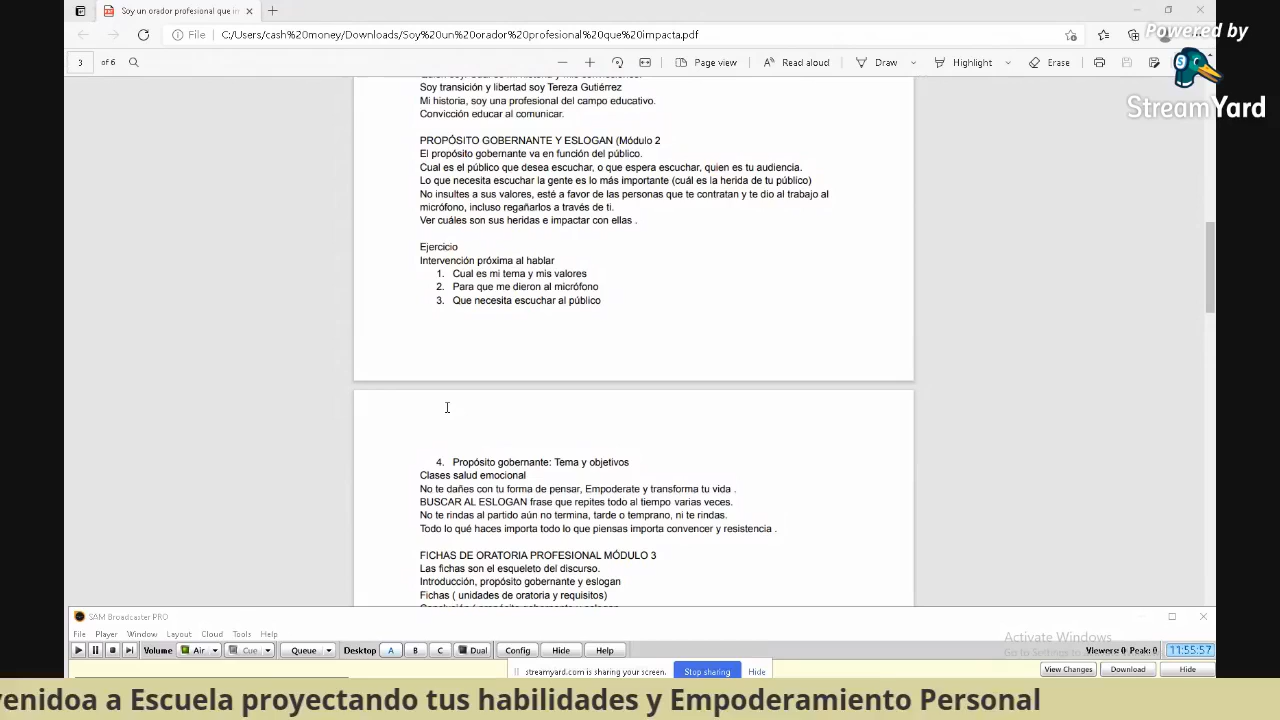 Soy un orador profesional que im
File
C:/Users/cash%20money/Downloads/Soy%20un%20orador%20profesional%20que%20impacta.pdf
Powered by
StreamYard
3 of 6
Page view
Read aloud
Draw
Highlight
Erase
Soy transición y libertad soy Tereza Gutiérrez
Mi historia, soy una profesional del campo educativo.
Convicción educar al comunicar.
PROPÓSITO GOBERNANTE Y ESLOGAN (Módulo 2
El propósito gobernante va en función del público.
Cual es el público que desea escuchar, o que espera escuchar, quien es tu audiencia.
Lo que necesita escuchar la gente es lo más importante (cuál es la herida de tu público)
No insultes a sus valores, esté a favor de las personas que te contratan y te dio al trabajo al
micrófono, incluso regañarlos a través de ti.
Ver cuáles son sus heridas e impactar con ellas .
Ejercicio
Intervención próxima al hablar
1. Cual es mi tema y mis valores
2. Para que me dieron al micrófono
3. Que necesita escuchar al público
4. Propósito gobernante: Tema y objetivos
Clases salud emocional
No te dañes con tu forma de pensar, Empoderate y transforma tu vida .
BUSCAR AL ESLOGAN frase que repites todo al tiempo varias veces.
No te rindas al partido aún no termina, tarde o temprano, ni te rindas.
Todo lo qué haces importa todo lo que piensas importa convencer y resistencia .
FICHAS DE ORATORIA PROFESIONAL MÓDULO 3
Las fichas son el esqueleto del discurso.
Introducción, propósito gobernante y eslogan
Fichas ( unidades de oratoria y requisitos)
SAM Broadcaster PRO
File Player Window Layout Cloud Tools Help
Volume Air Cue Queue Desktop A B C Dual Config Hide Help
Activate Windows
Viewers: 0 Peak: 0
11:55:57
streamyard.com is sharing your screen.
Stop sharing
Hide
View Changes
Download
Hide
venidoa a Escuela proyectando tus habilidades y Empoderamiento Personal